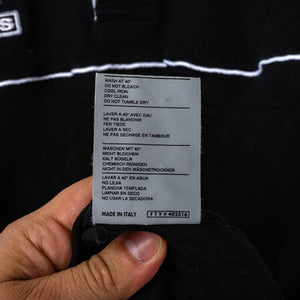 S
WASH AT 40°
DO NOT BLEACH
COOL IRON
DRY CLEAN
DO NOT TUMBLE DRY
LAVER A 40° AVEC EAU
NE PAS BLANCHIR
FER TIEDE
LAVER A SEC
NE PAS SECHAGE EN TAMBOUR
WASCHEN MIT 40°
NICHT BLEICHEN
KALT BÜGELN
CHEMISCH REINIGEN
NICHT IN DEN WÄSCHETROCKNER
LAVAR A 40° EN AGUA
NO LEJIA
PLANCHA TEMPLADA
LIMPIAR EN SECO
NO USAR LA SECADORA
MADE IN ITALY FTY# 402316